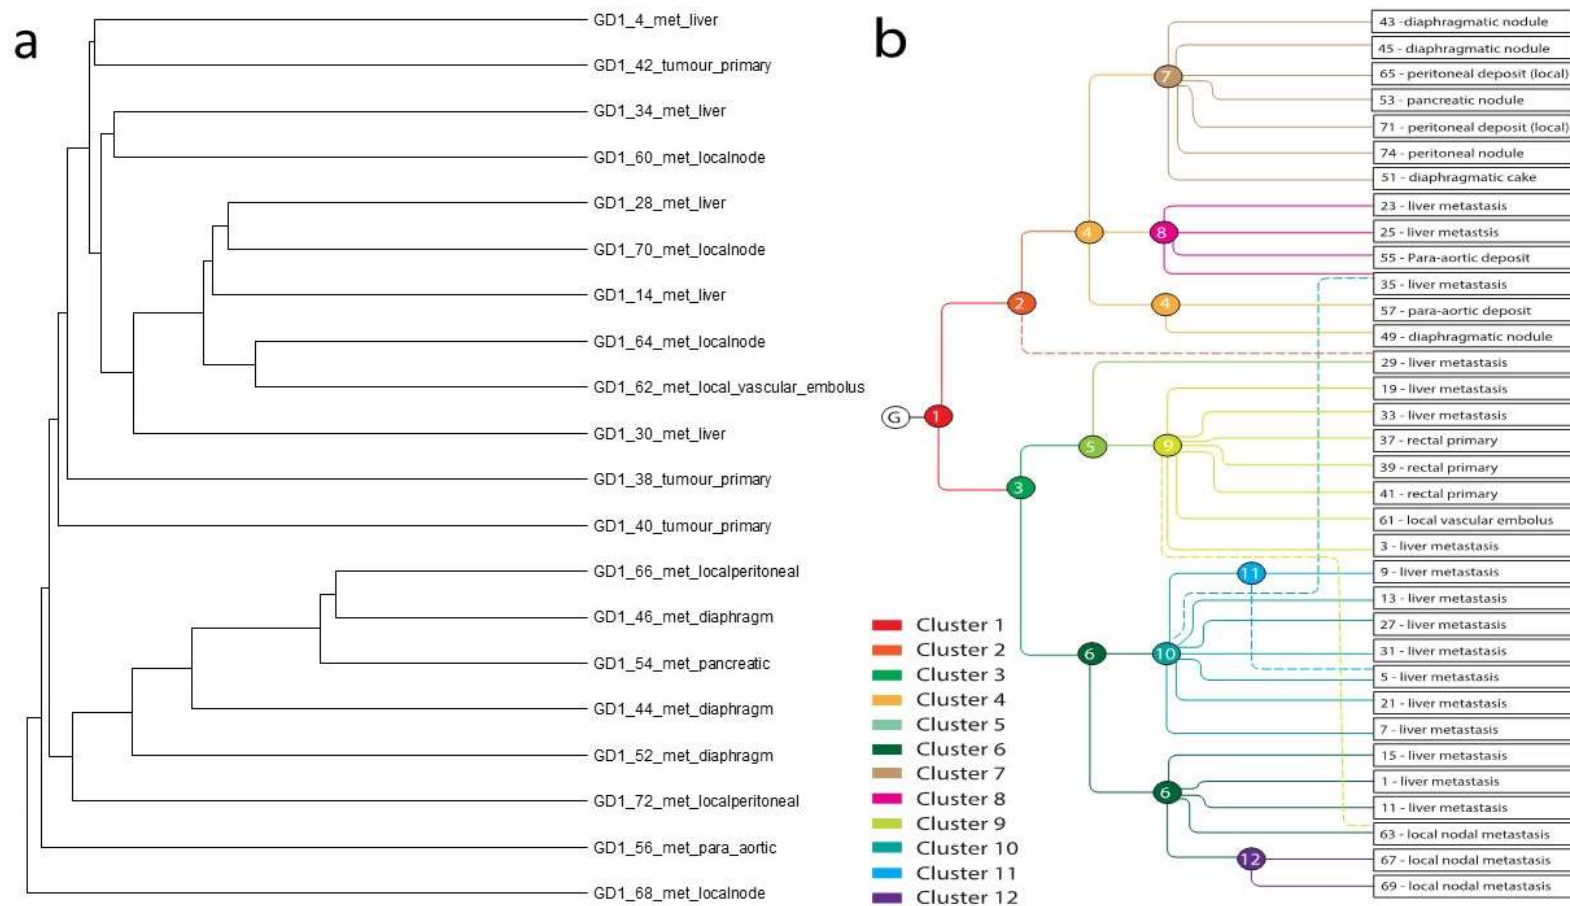 a
GD1_4_met_liver
GD1_42_tumour_primary
GD1_34_met_liver
GD1_60_met_localnode
GD1_28_met_liver
GD1_70_met_localnode
GD1_14_met_liver
GD1_64_met_localnode
GD1_62_met_local_vascular_embolus
GD1_30_met_liver
GD1_38_tumour_primary
GD1_40_tumour_primary
GD1_66_met_localperitoneal
GD1_46_met_diaphragm
GD1_54_met_pancreatic
GD1_44_met_diaphragm
GD1_52_met_diaphragm
GD1_72_met_localperitoneal
GD1_56_met_para_aortic
GD1_68_met_localnode
b
G
1
2
3
4
5
6
7
8
4
9
10
11
6
12
43 -diaphragmatic nodule
45 - diaphragmatic nodule
65 - peritoneal deposit (local)
53 - pancreatic nodule
71 - peritoneal deposit (local)
74 - peritoneal nodule
51 - diaphragmatic cake
23 - liver metastasis
25 - liver metastsis
55 - Para-aortic deposit
35 - liver metastasis
57 - para-aortic deposit
49 - diaphragmatic nodule
29 - liver metastasis
19 - liver metastasis
33 - liver metastasis
37 - rectal primary
39 - rectal primary
41 - rectal primary
61 - local vascular embolus
3 - liver metastasis
9 - liver metastasis
13 - liver metastasis
27 - liver metastasis
31 - liver metastasis
5 - liver metastasis
21 - liver metastasis
7 - liver metastasis
15 - liver metastasis
1 - liver metastasis
11 - liver metastasis
63 - local nodal metastasis
67 - local nodal metastasis
69 - local nodal metastasis
Cluster 1
Cluster 2
Cluster 3
Cluster 4
Cluster 5
Cluster 6
Cluster 7
Cluster 8
Cluster 9
Cluster 10
Cluster 11
Cluster 12